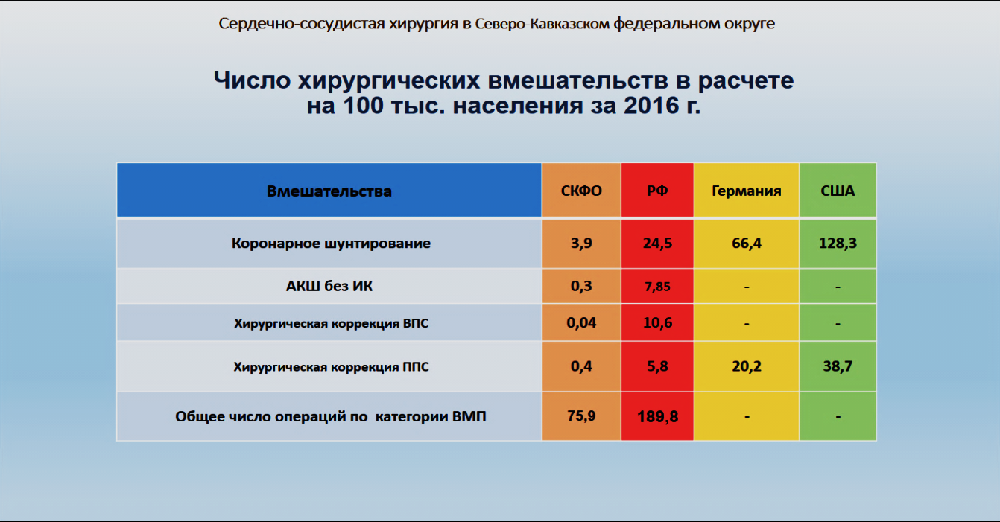 Сердечно-сосудистая хирургия в Северо-Кавказском федеральном округе
Число хирургических вмешательств в расчете
на 100 тыс. населения за 2016 г.
Вмешательства СКФО РФ Германия США
Коронарное шунтирование 3,9 24,5 66,4 128,3
АКШ без ИК 0,3 7,85 - -
Хирургическая коррекция ВПС 0,04 10,6 - -
Хирургическая коррекция ППС 0,4 5,8 20,2 38,7
Общее число операций по категории ВМП 75,9 189,8 - -